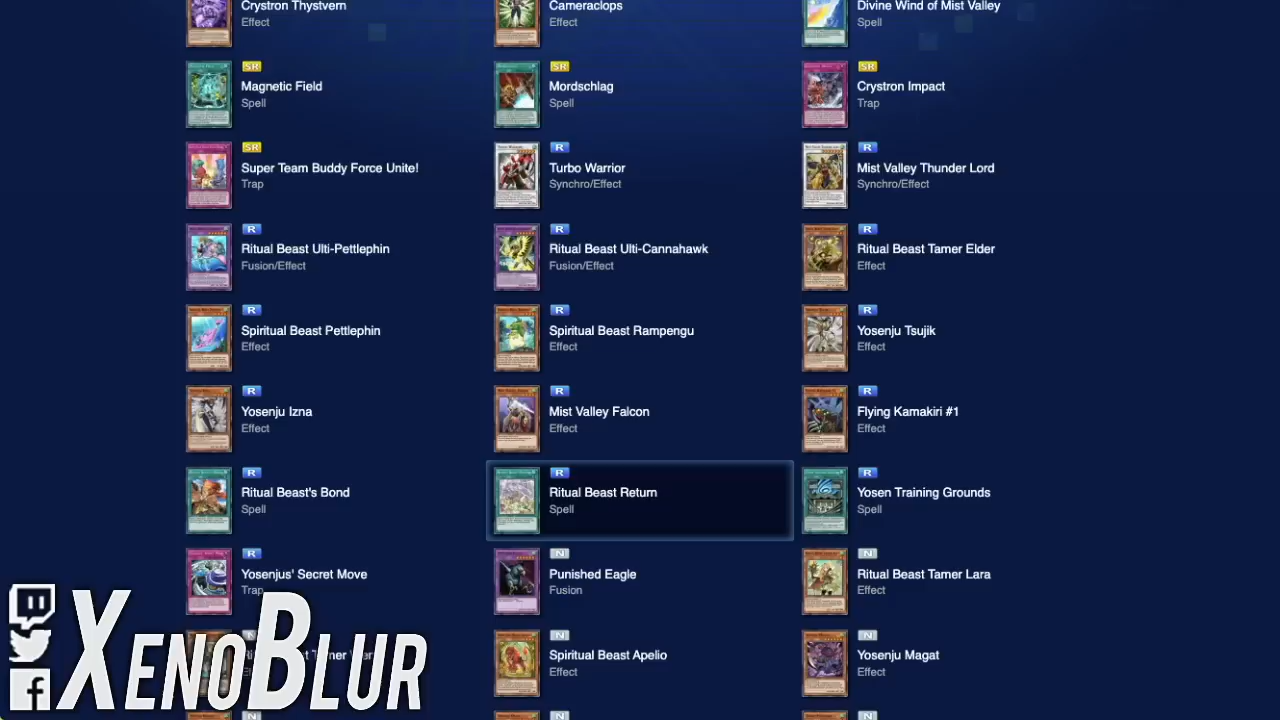 Crystron Thystvern
Effect
Cameraclops
Effect
Divine Wind of Mist Valley
Spell
SR
Magnetic Field
Spell
SR
Mordschlag
Spell
SR
Crystron Impact
Trap
SR
Super Team Buddy Force Unite!
Trap
R
Turbo Warrior
Synchro/Effect
R
Mist Valley Thunder Lord
Synchro/Effect
R
Ritual Beast Ulti-Pettlephin
Fusion/Effect
R
Ritual Beast Ulti-Cannahawk
Fusion/Effect
R
Ritual Beast Tamer Elder
Effect
R
Spiritual Beast Pettlephin
Effect
R
Spiritual Beast Rampengu
Effect
R
Yosenju Tsujik
Effect
R
Yosenju Izna
Effect
R
Mist Valley Falcon
Effect
R
Flying Kamakiri #1
Effect
R
Ritual Beast's Bond
Spell
R
Ritual Beast Return
Spell
R
Yosen Training Grounds
Spell
R
Yosenjus' Secret Move
Trap
N
Punished Eagle
Fusion
N
Ritual Beast Tamer Lara
Effect
N
Spiritual Beast Apelio
Effect
N
Yosenju Magat
Effect
XENOBLUR
N
N
N